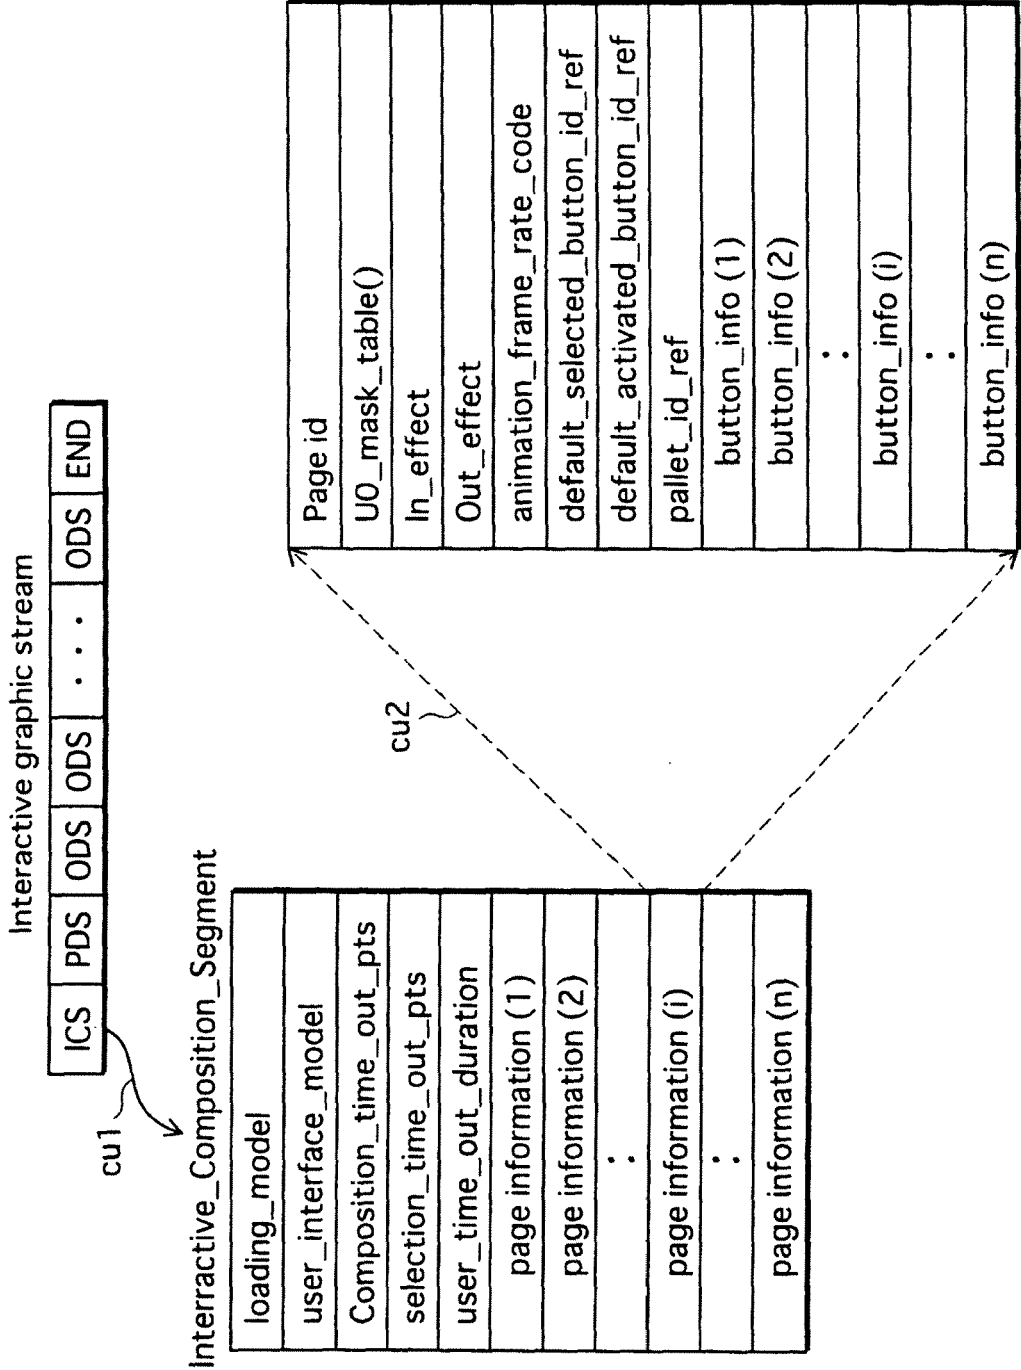 Interactive graphic stream
ICS PDS ODS ODS . . . ODS END
cu1
Interractive_Composition_Segment
loading_model
user_interface_model
Composition_time_out_pts
selection_time_out_pts
user_time_out_duration
page information (1)
page information (2)
:
page information (i)
:
page information (n)
cu2
Page id
UO_mask_table()
In_effect
Out_effect
animation_frame_rate_code
default_selected_button_id_ref
default_activated_button_id_ref
pallet_id_ref
button_info (1)
button_info (2)
:
button_info (i)
:
button_info (n)